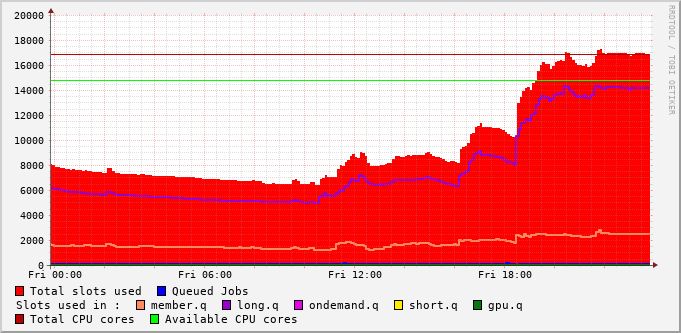 20000
18000
16000
14000
12000
10000
8000
6000
4000
2000
0
Fri 00:00 Fri 06:00 Fri 12:00 Fri 18:00
RRDTOOL / TOBI OETIKER
Total slots used Queued Jobs
Slots used in : member.q long.q ondemand.q short.q gpu.q
Total CPU cores Available CPU cores